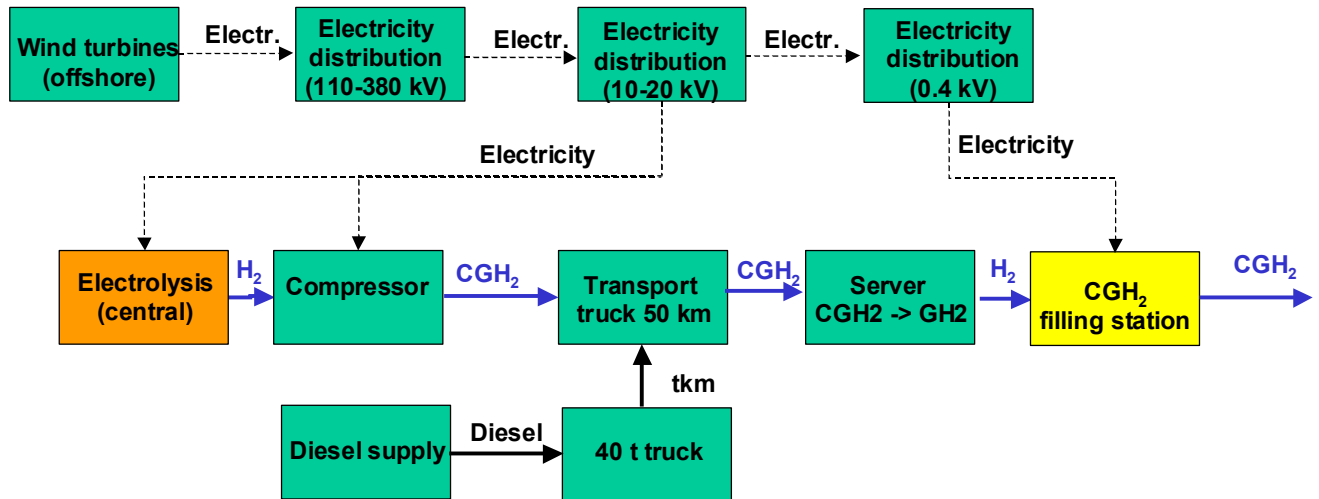 Wind turbines
(offshore)
Electr.
Electricity
distribution
(110-380 kV)
Electr.
Electricity
distribution
(10-20 kV)
Electr.
Electricity
distribution
(0.4 kV)
Electricity
Electricity
Electrolysis
(central)
H₂
Compressor
CGH₂
Transport
truck 50 km
CGH₂
Server
CGH2 -> GH2
H₂
CGH₂
filling station
CGH₂
tkm
Diesel supply
Diesel
40 t truck